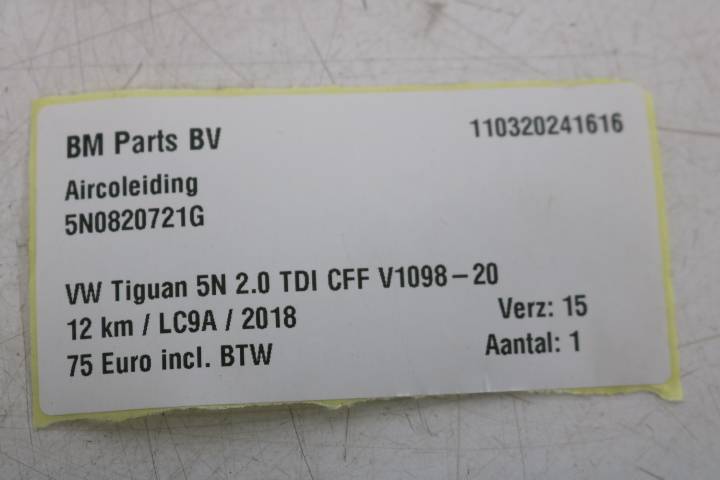 BM Parts BV 110320241616
Aircoleiding
5N0820721G
VW Tiguan 5N 2.0 TDI CFF V1098-20
12 km / LC9A / 2018 Verz: 15
75 Euro incl. BTW Aantal: 1